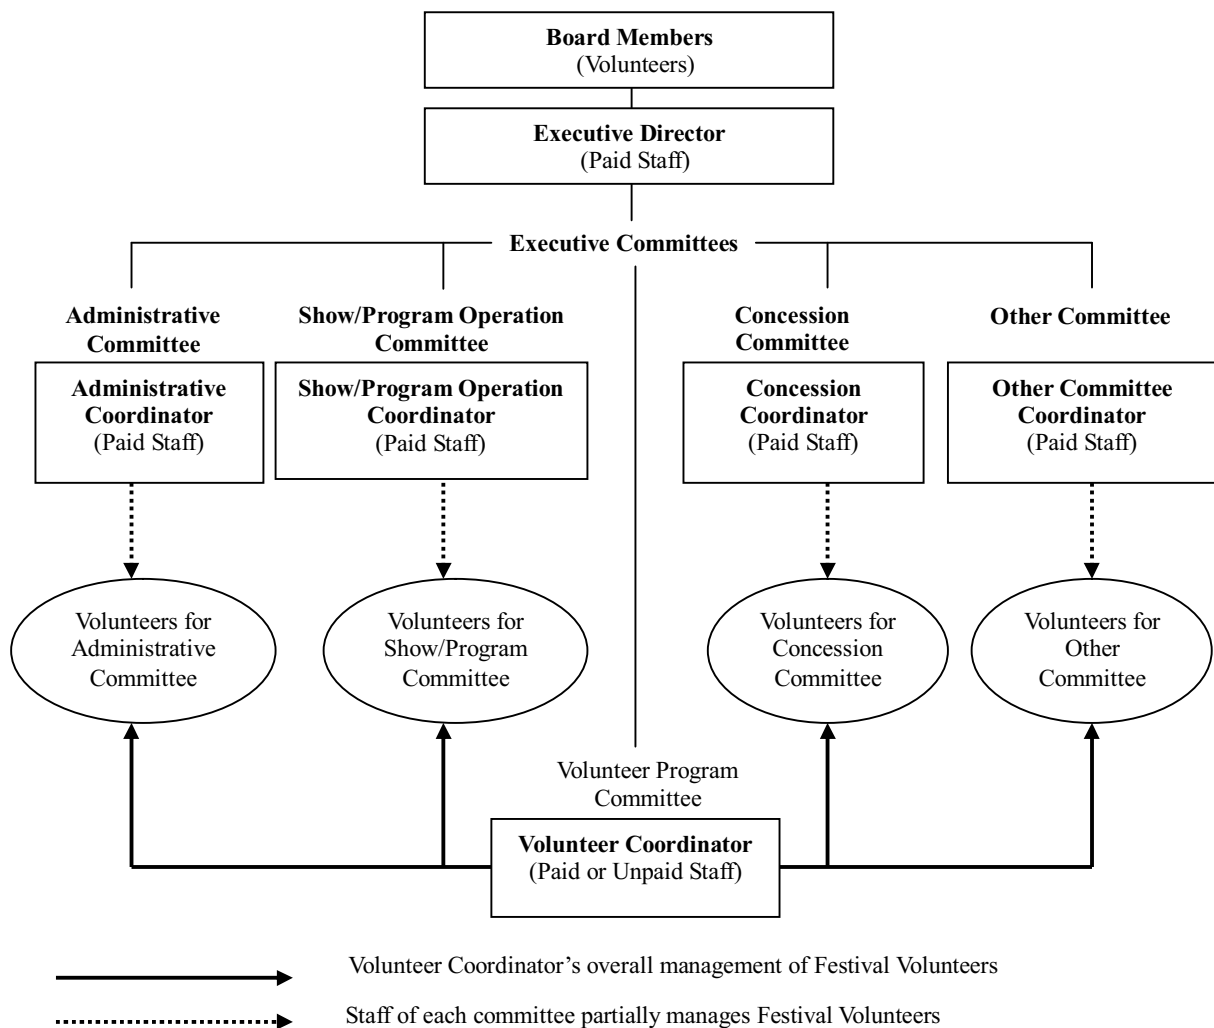 Board Members
(Volunteers)
Executive Director
(Paid Staff)
Executive Committees
Administrative
Committee
Show/Program Operation
Committee
Concession
Committee
Other Committee
Administrative
Coordinator
(Paid Staff)
Show/Program Operation
Coordinator
(Paid Staff)
Concession
Coordinator
(Paid Staff)
Other Committee
Coordinator
(Paid Staff)
Volunteers for
Administrative
Committee
Volunteers for
Show/Program
Committee
Volunteers for
Concession
Committee
Volunteers for
Other
Committee
Volunteer Program
Committee
Volunteer Coordinator
(Paid or Unpaid Staff)
Volunteer Coordinator’s overall management of Festival Volunteers
Staff of each committee partially manages Festival Volunteers